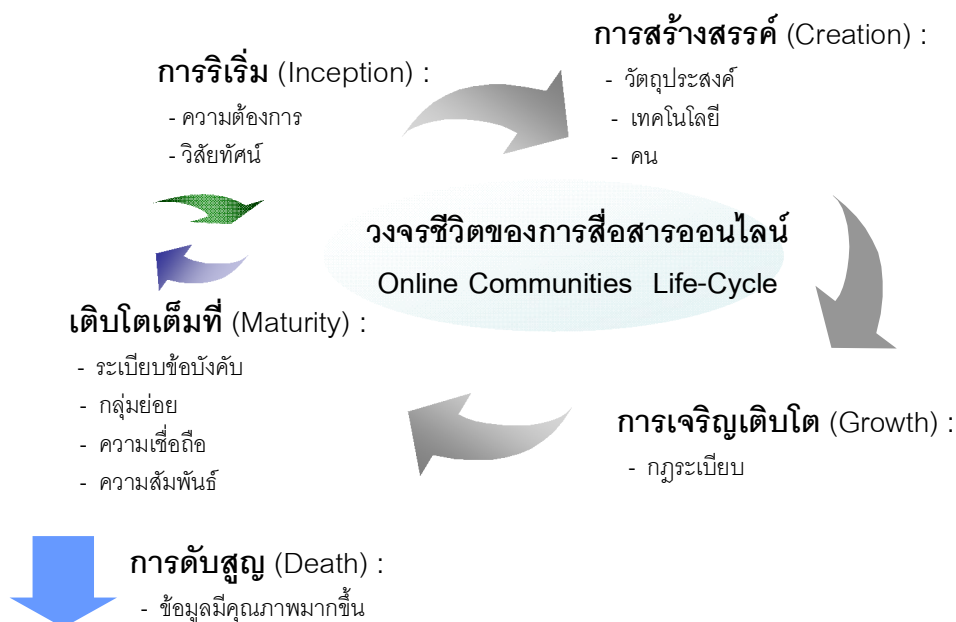 การริเริ่ม (Inception) :
- ความต้องการ
- วิสัยทัศน์
การสร้างสรรค์ (Creation) :
- วัตถุประสงค์
- เทคโนโลยี
- คน
วงจรชีวิตของการสื่อสารออนไลน์
Online Communities Life-Cycle
การเจริญเติบโต (Growth) :
- กฎระเบียบ
เติบโตเต็มที่ (Maturity) :
- ระเบียบข้อบังคับ
- กลุ่มย่อย
- ความเชื่อถือ
- ความสัมพันธ์
การดับสูญ (Death) :
- ข้อมูลมีคุณภาพมากขึ้น